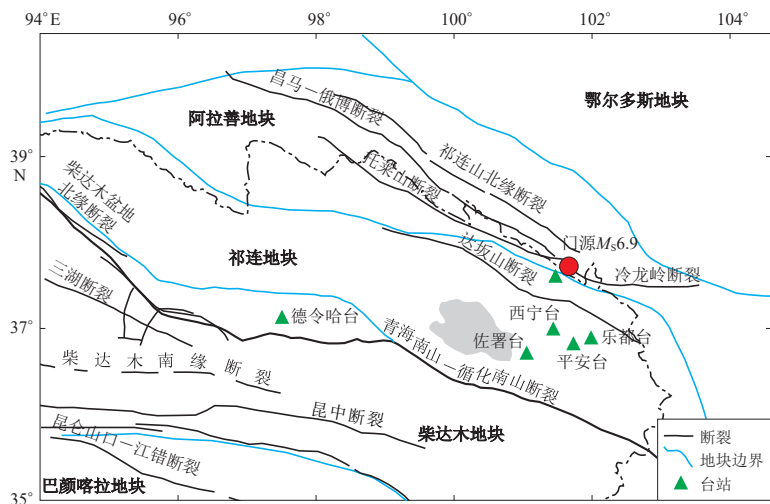 94°E
96°
98°
100°
102°
104°
39°
N
37°
35°
鄂尔多斯地块
阿拉善地块
昌马—俄博断裂
祁连山北缘断裂
托莱山断裂
柴达木盆地
北缘断裂
门源Ms6.9
达坂山断裂
冷龙岭断裂
祁连地块
三湖断裂
德令哈台
西宁台
乐都台
佐署台
平安台
青海南山—循化南山断裂
柴达木南缘断裂
昆中断裂
柴达木地块
昆仑山口—江错断裂
巴颜喀拉地块
断裂
地块边界
台站